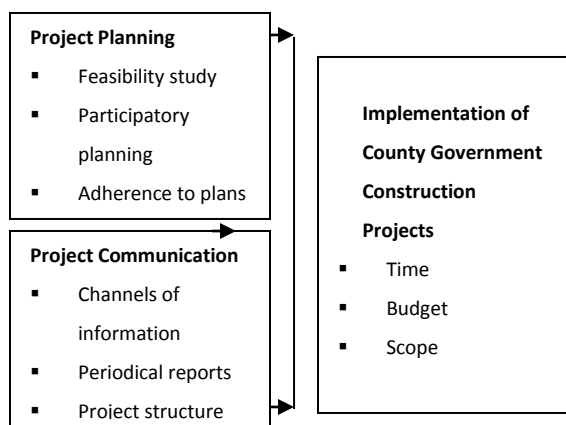 Project Planning
▪ Feasibility study
▪ Participatory
planning
▪ Adherence to plans
Project Communication
▪ Channels of
information
▪ Periodical reports
▪ Project structure
Implementation of
County Government
Construction
Projects
▪ Time
▪ Budget
▪ Scope